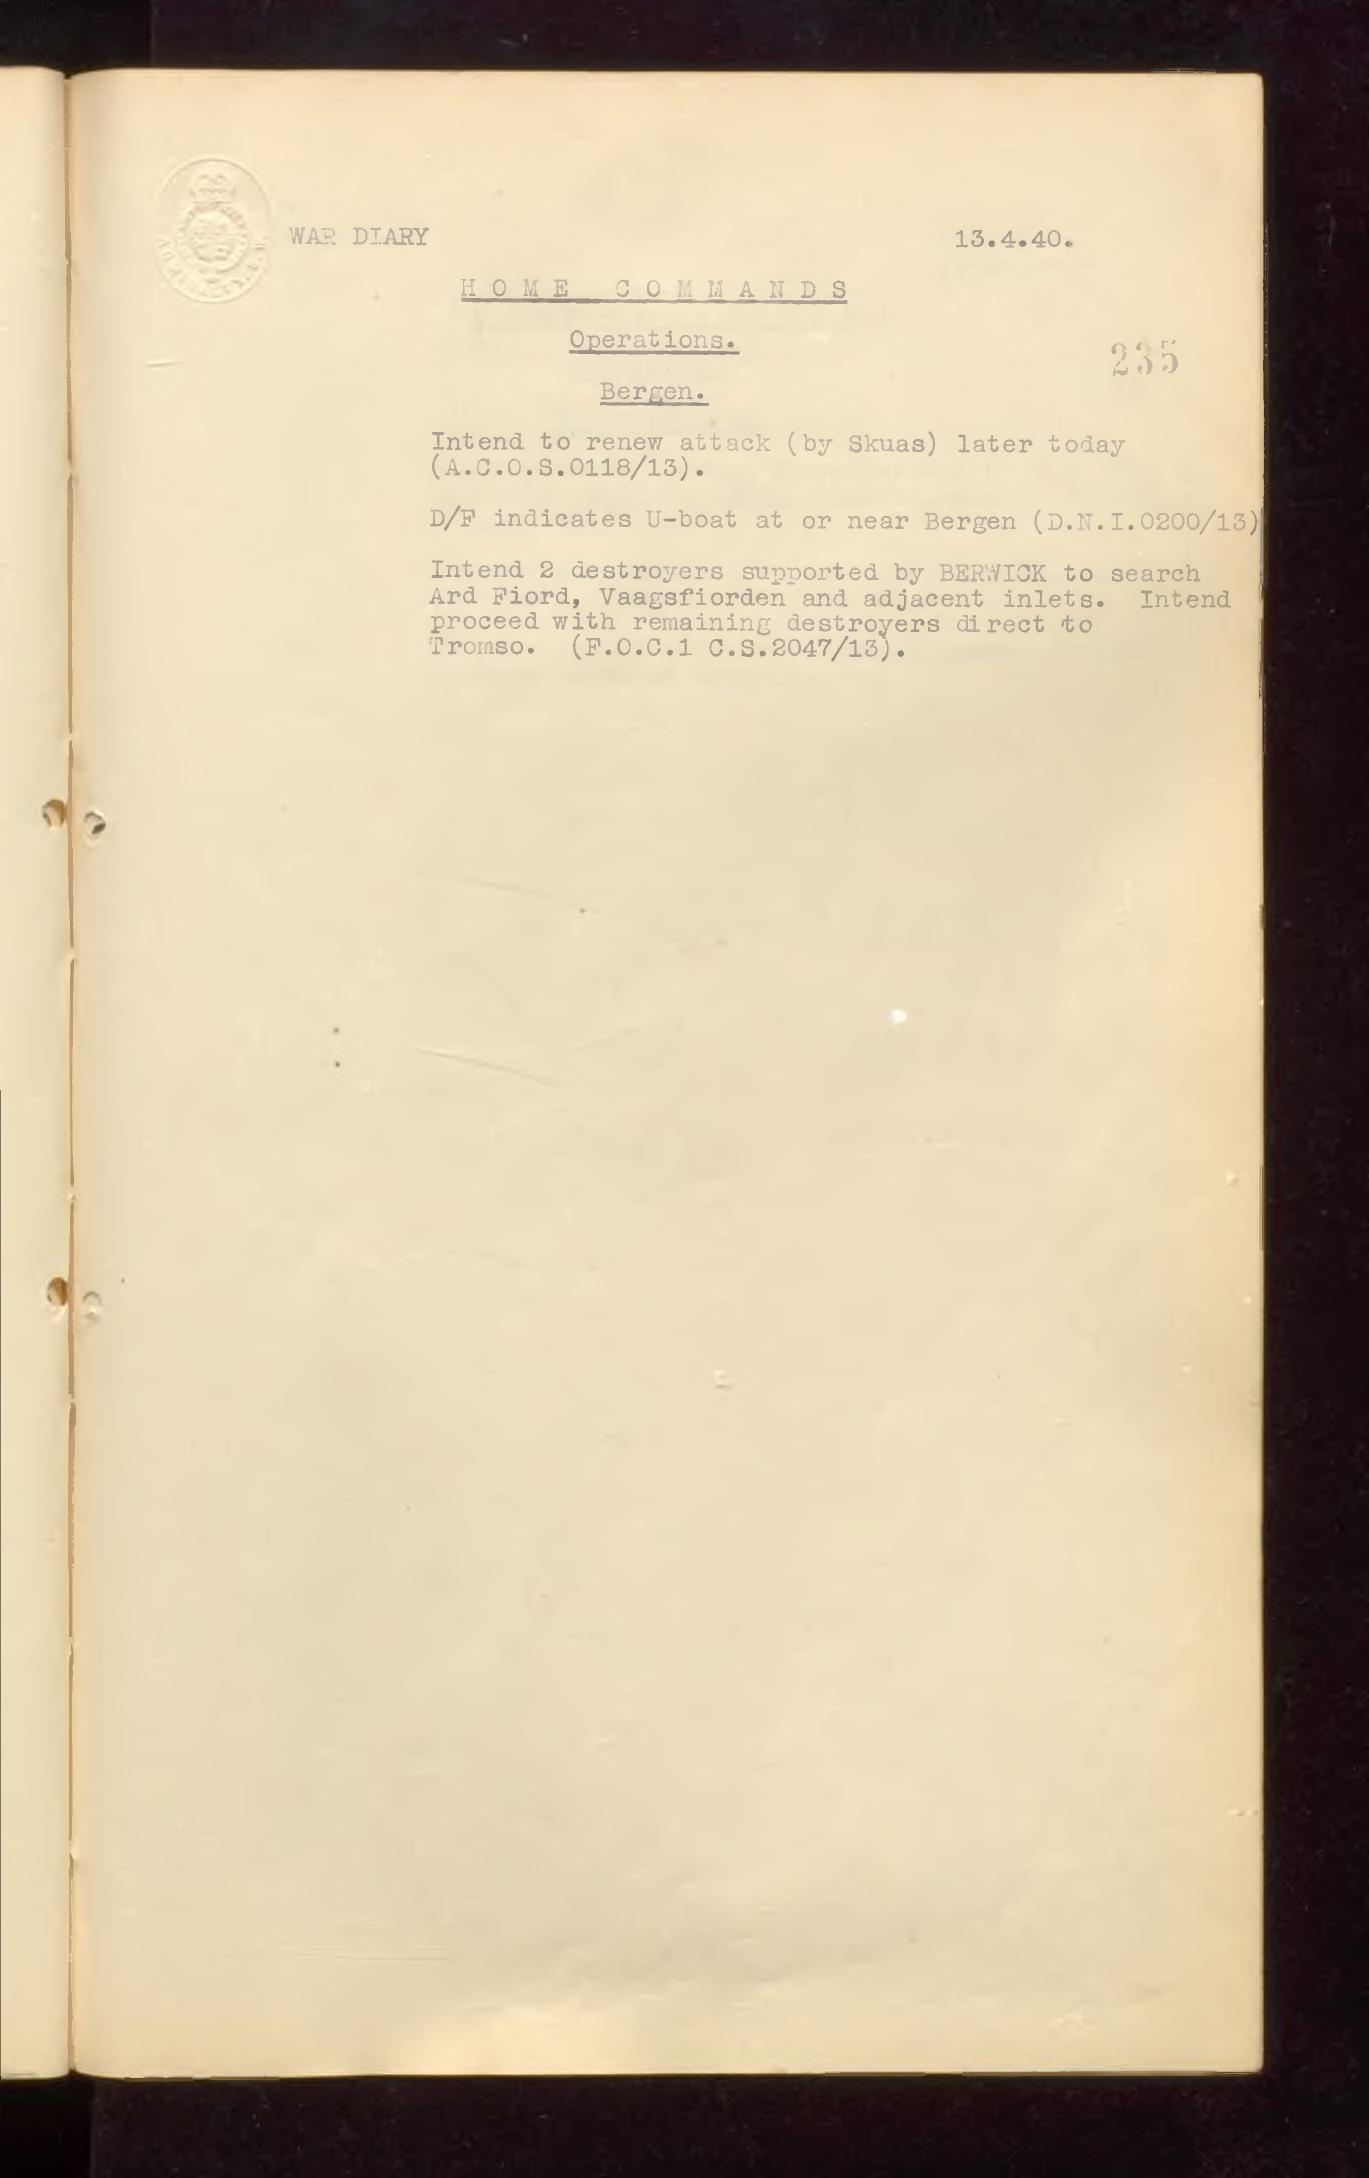 WAR DIARY 13.4.40.
HOME COMMANDS
Operations.
235
Bergen.
Intend to renew attack (by Skuas) later today
(A.C.O.S.0118/13).
D/F indicates U-boat at or near Bergen (D.N.I.0200/13)
Intend 2 destroyers supported by BERWICK to search
Ard Fiord, Vaagsfiorden and adjacent inlets. Intend
proceed with remaining destroyers direct to
Tromso. (F.O.C.1 C.S.2047/13).